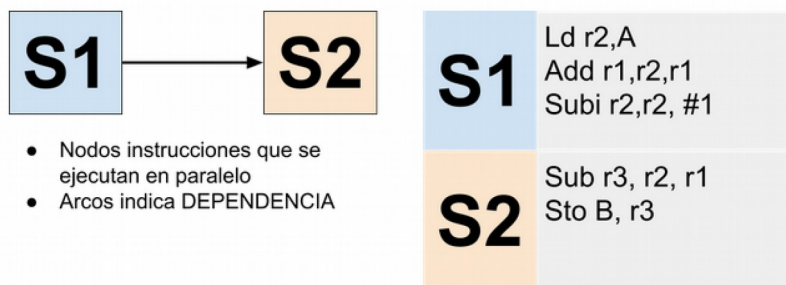 S1
S2
● Nodos instrucciones que se
ejecutan en paralelo
● Arcos indica DEPENDENCIA
S1
Ld r2,A
Add r1,r2,r1
Subi r2,r2, #1
S2
Sub r3, r2, r1
Sto B, r3